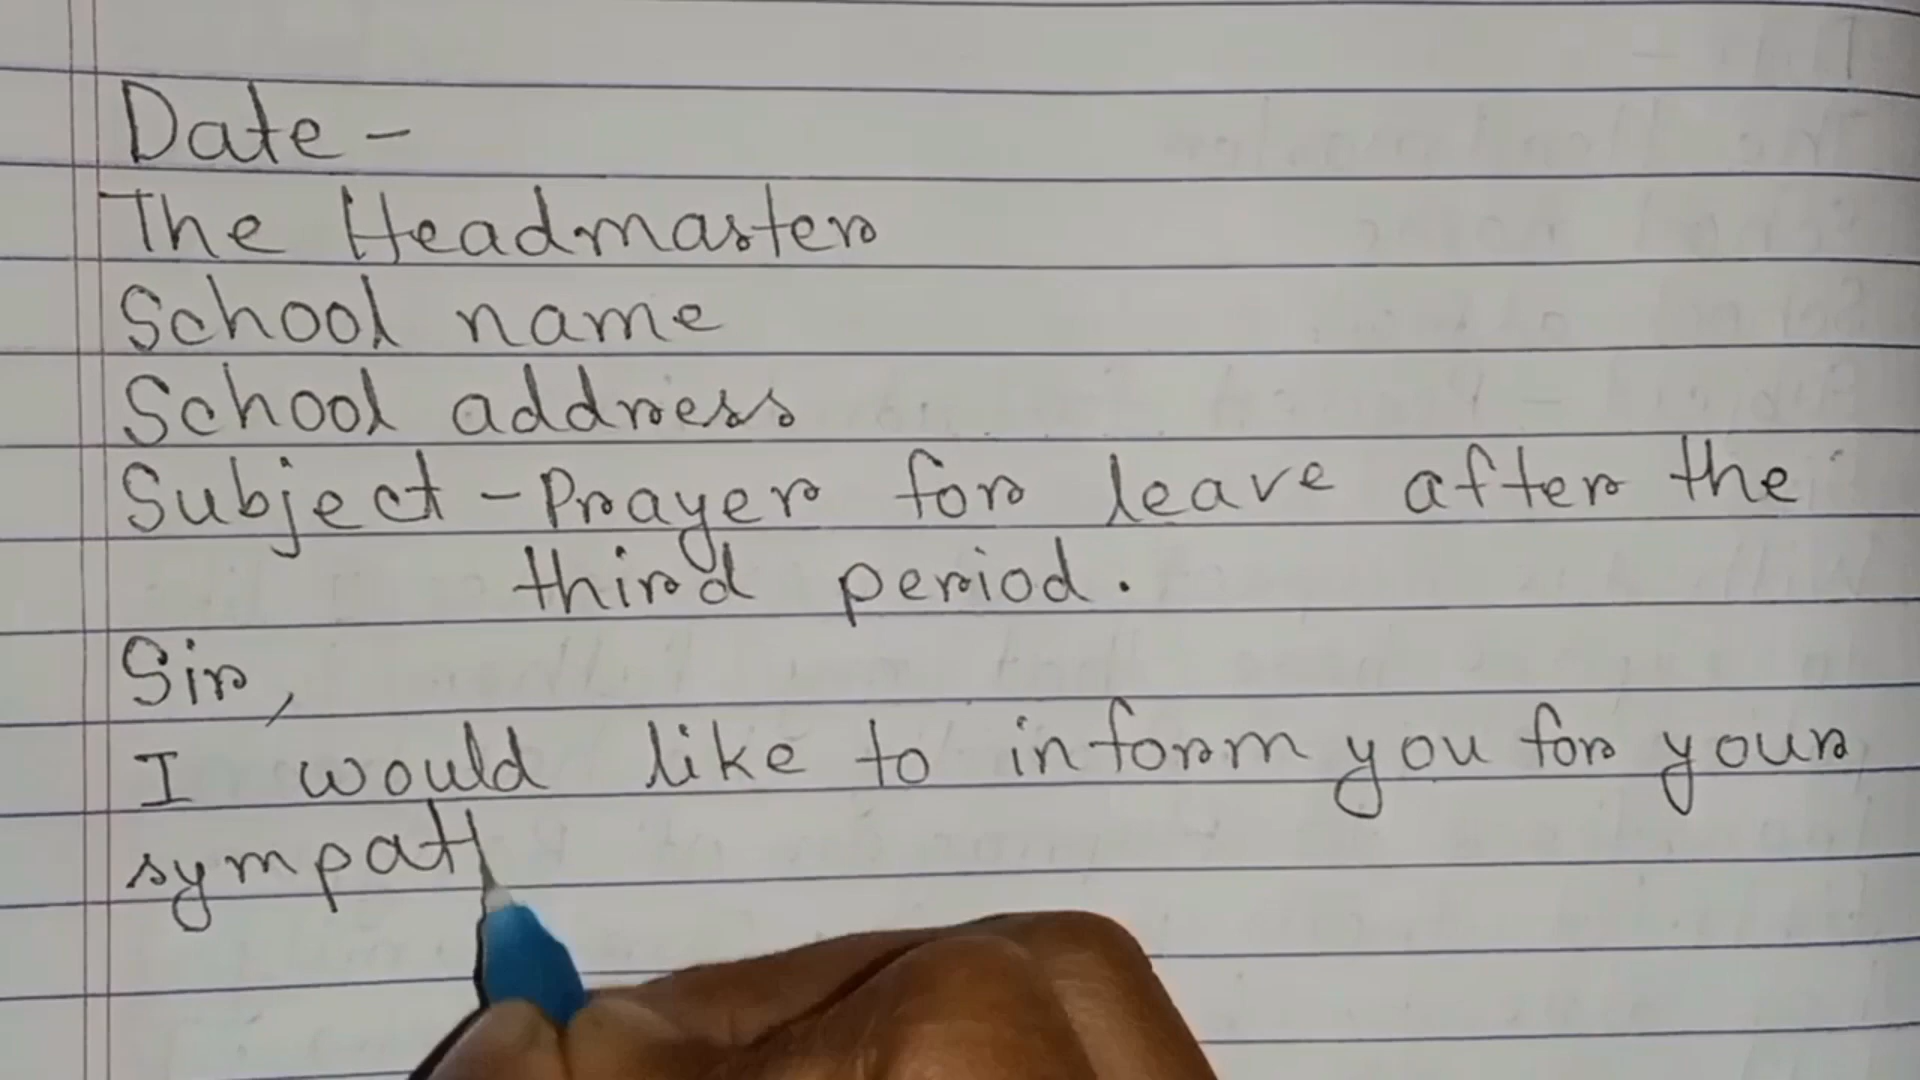 Date -
The Headmaster
School name
School address
Subject - Prayer for leave after the
third period.
Sir,
I would like to inform you for your
sympath